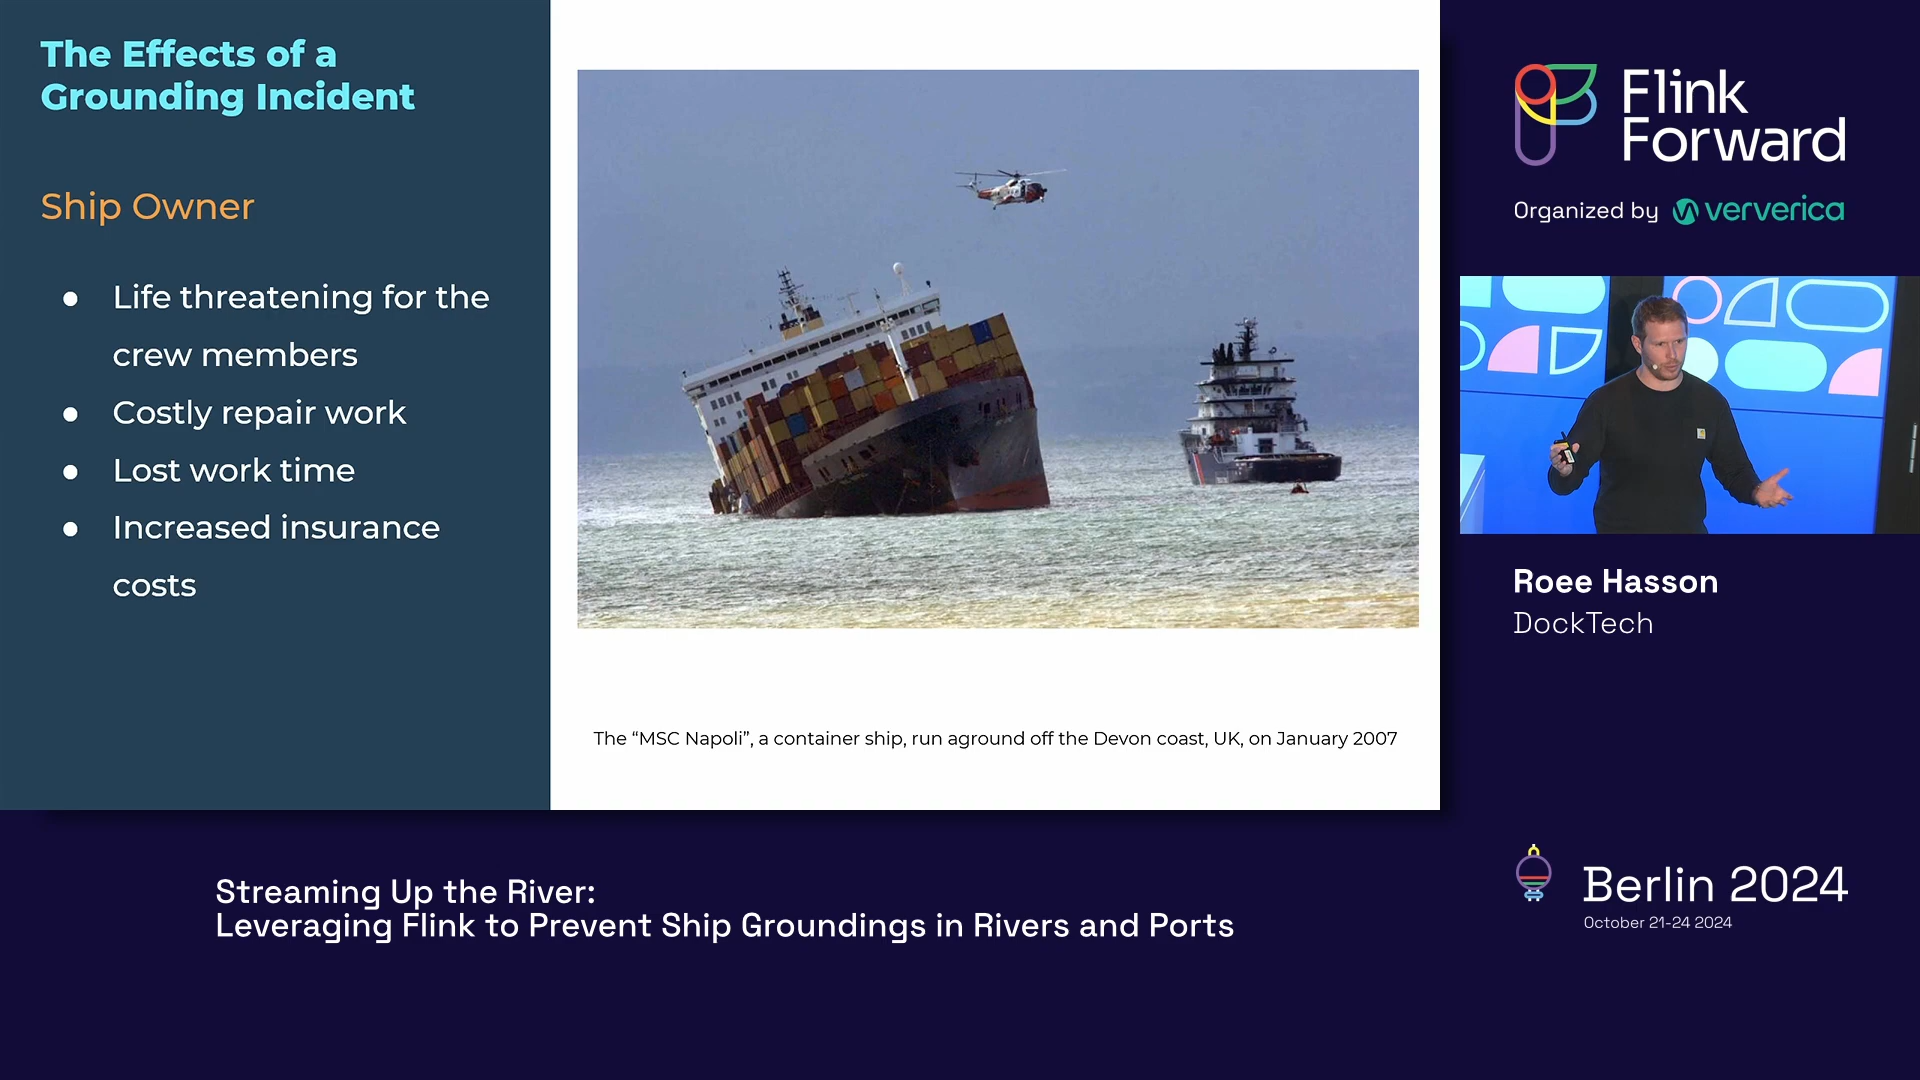 The Effects of a
Grounding Incident
Ship Owner
● Life threatening for the
crew members
● Costly repair work
● Lost work time
● Increased insurance
costs
The “MSC Napoli”, a container ship, run aground off the Devon coast, UK, on January 2007
Flink
Forward
Organized by ververica
Roee Hasson
DockTech
Streaming Up the River:
Leveraging Flink to Prevent Ship Groundings in Rivers and Ports
Berlin 2024
October 21-24 2024